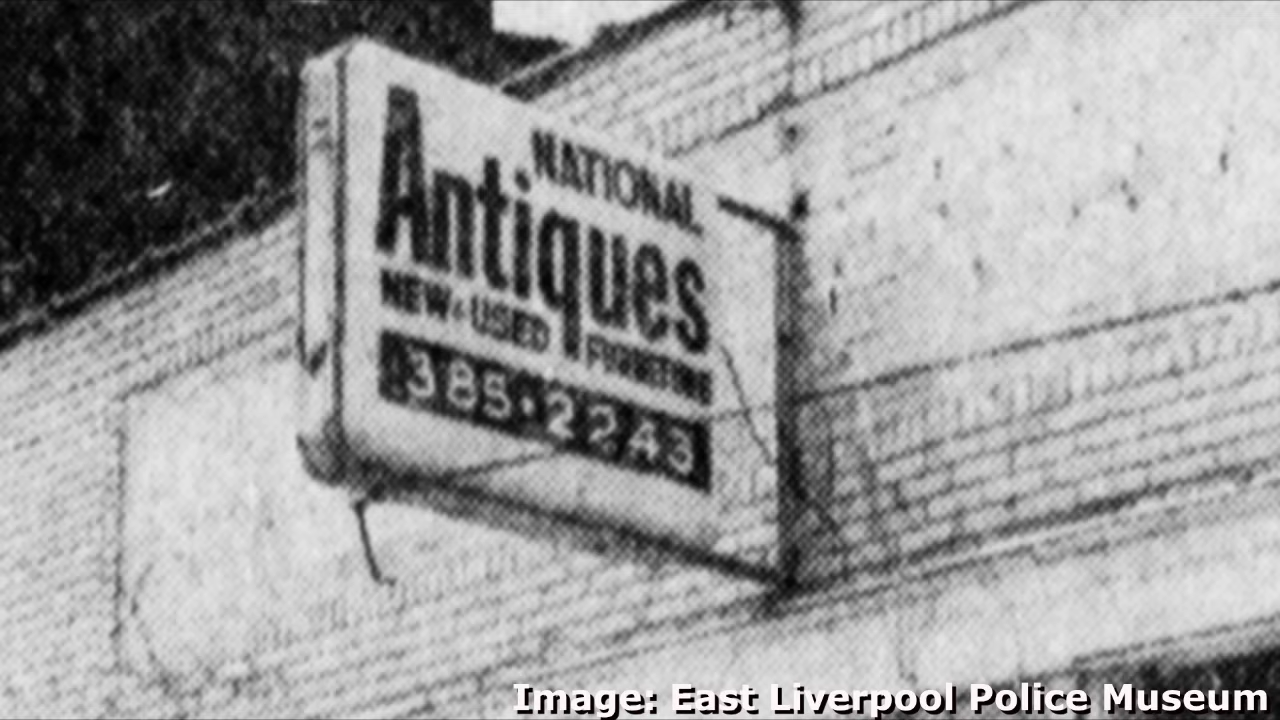 NATIONAL
Antiques
NEW & USED FURNITURE
385•2243
Image: East Liverpool Police Museum